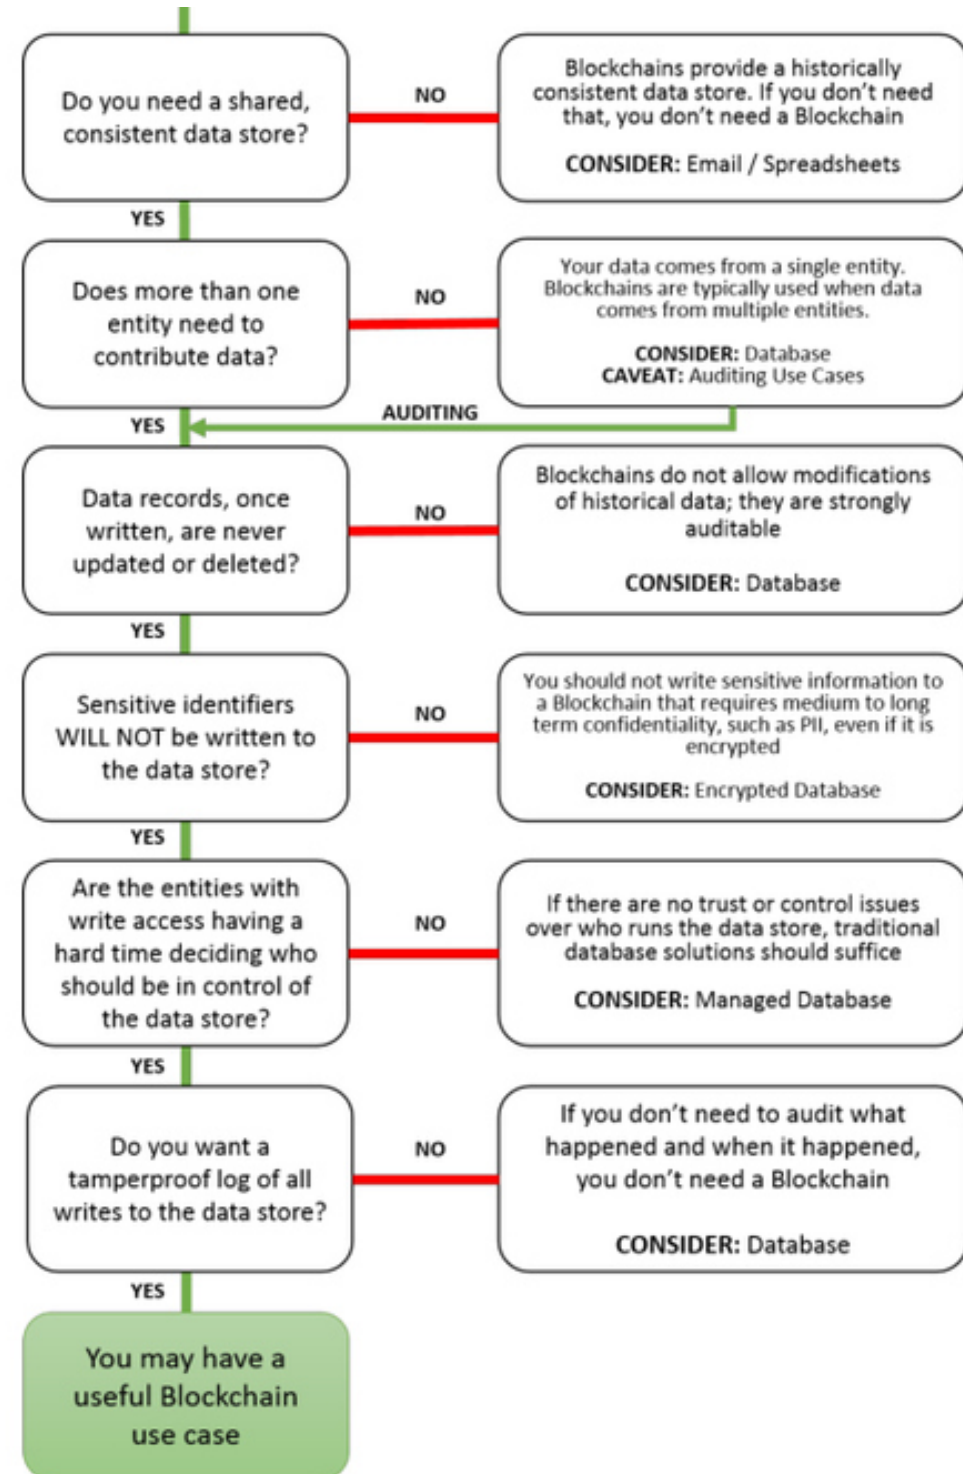 Do you need a shared,
consistent data store?
NO
Blockchains provide a historically
consistent data store. If you don’t need
that, you don’t need a Blockchain
CONSIDER: Email / Spreadsheets
YES
Does more than one
entity need to
contribute data?
NO
Your data comes from a single entity.
Blockchains are typically used when data
comes from multiple entities.
CONSIDER: Database
CAVEAT: Auditing Use Cases
YES
AUDITING
Data records, once
written, are never
updated or deleted?
NO
Blockchains do not allow modifications
of historical data; they are strongly
auditable
CONSIDER: Database
YES
Sensitive identifiers
WILL NOT be written to
the data store?
NO
You should not write sensitive information to
a Blockchain that requires medium to long
term confidentiality, such as PII, even if it is
encrypted
CONSIDER: Encrypted Database
YES
Are the entities with
write access having a
hard time deciding who
should be in control of
the data store?
NO
If there are no trust or control issues
over who runs the data store, traditional
database solutions should suffice
CONSIDER: Managed Database
YES
Do you want a
tamperproof log of all
writes to the data store?
NO
If you don’t need to audit what
happened and when it happened,
you don’t need a Blockchain
CONSIDER: Database
YES
You may have a
useful Blockchain
use case